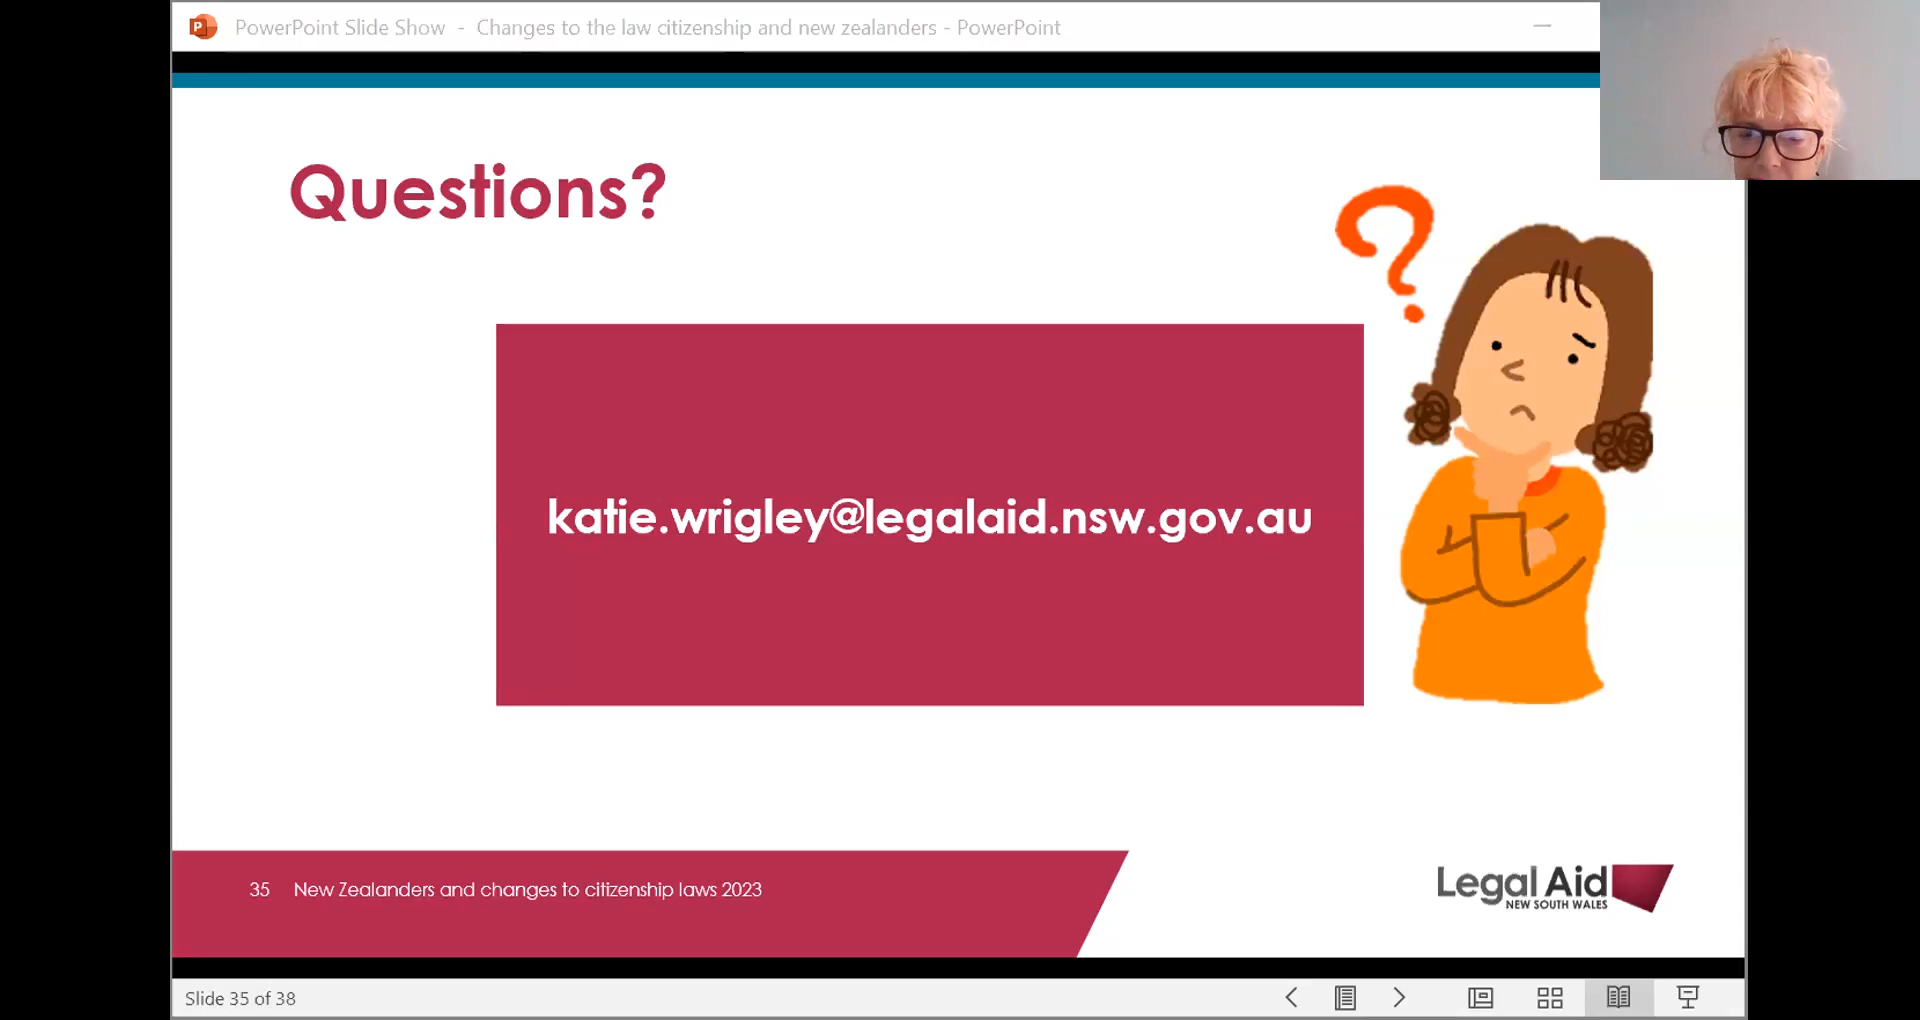 PowerPoint Slide Show - Changes to the law citizenship and new zealanders - PowerPoint
Questions?
?
katie.wrigley@legalaid.nsw.gov.au
35 New Zealanders and changes to citizenship laws 2023
Legal Aid
NEW SOUTH WALES
Slide 35 of 38